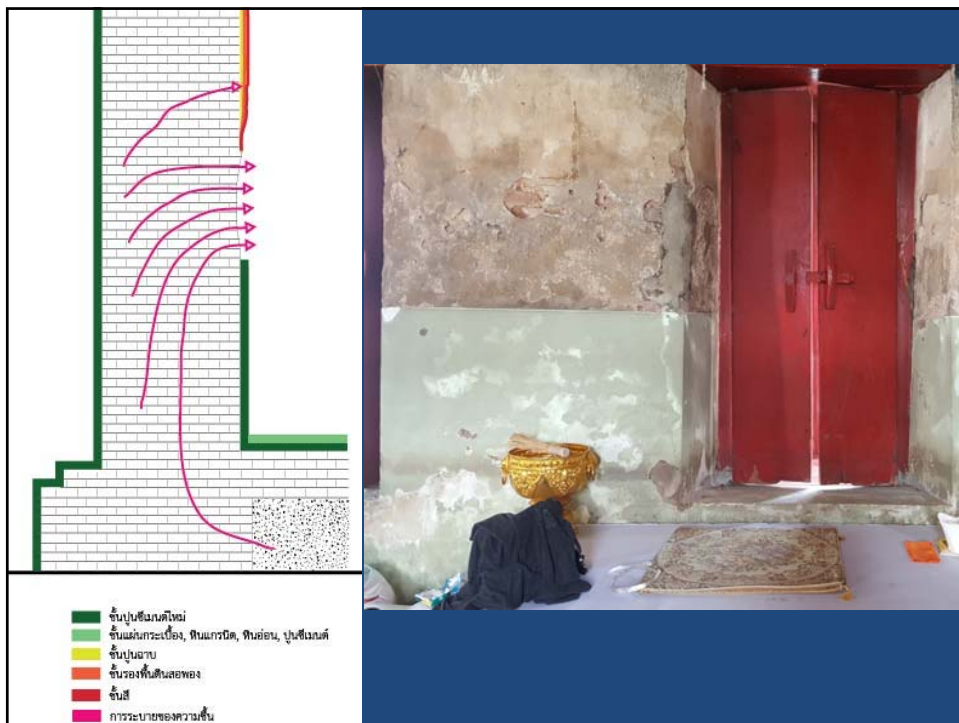 ชั้นปูนซีเมนต์ใหม่
ชั้นแผ่นกระเบื้อง, หินแกรนิต, หินอ่อน, ปูนซีเมนต์
ชั้นปูนฉาบ
ชั้นรองพื้นดินสอพอง
ชั้นสี
การระบายของความชื้น